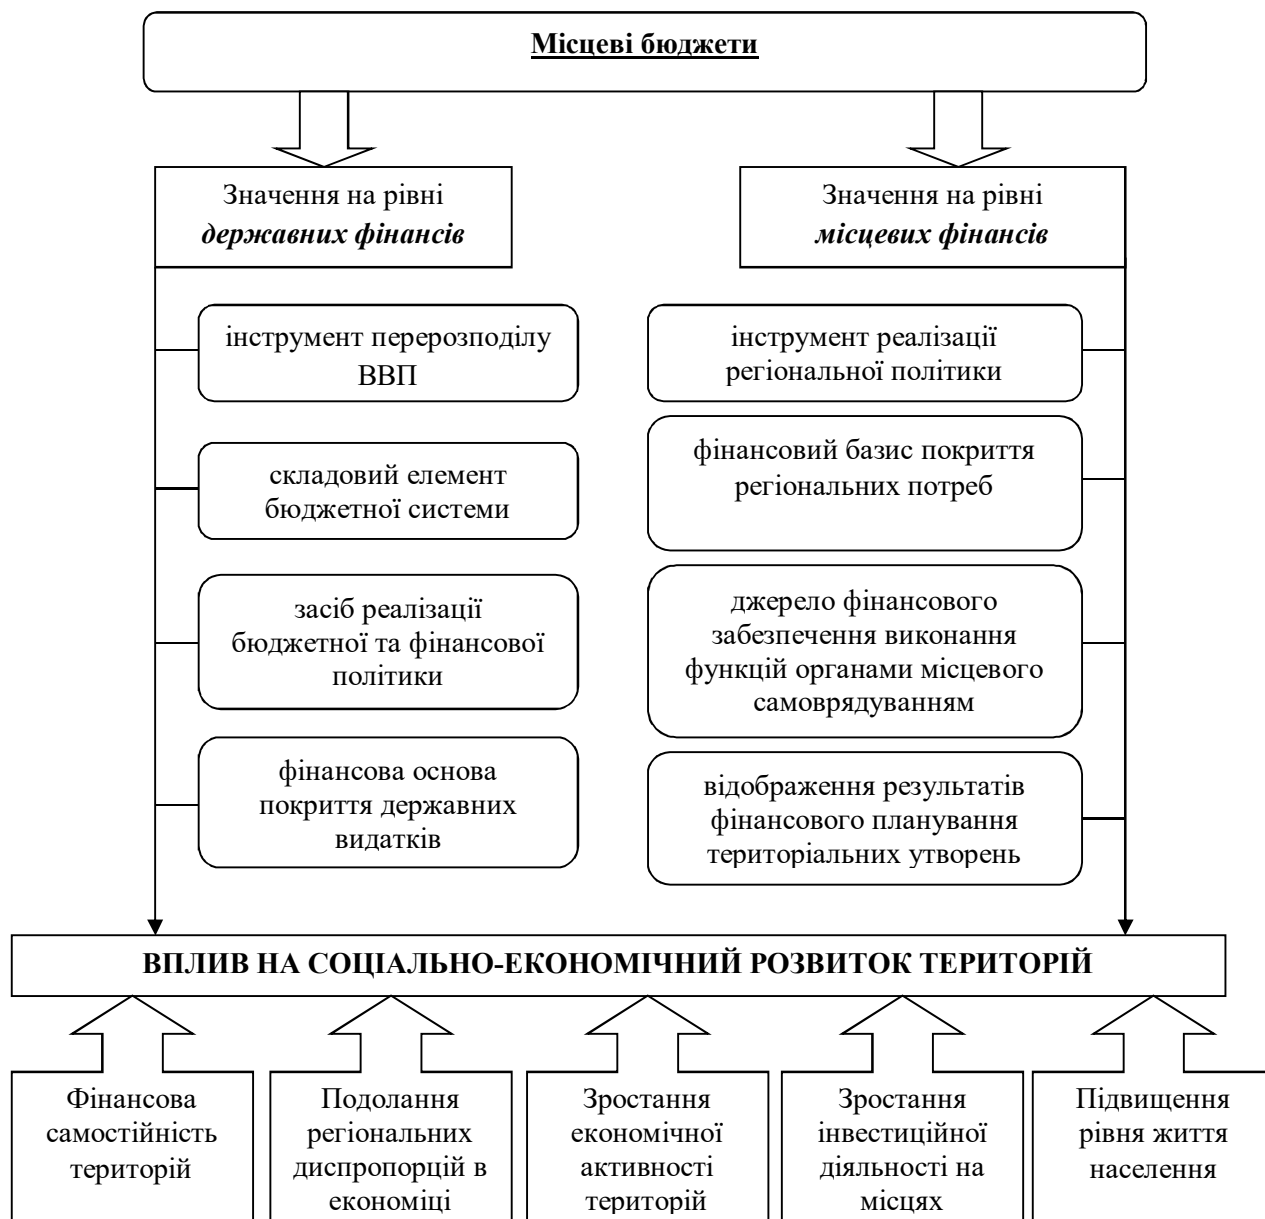 Місцеві бюджети
Значення на рівні
державних фінансів
Значення на рівні
місцевих фінансів
інструмент перерозподілу
ВВП
складовий елемент
бюджетної системи
засіб реалізації
бюджетної та фінансової
політики
фінансова основа
покриття державних
видатків
інструмент реалізації
регіональної політики
фінансовий базис покриття
регіональних потреб
джерело фінансового
забезпечення виконання
функцій органами місцевого
самоврядуванням
відображення результатів
фінансового планування
територіальних утворень
ВПЛИВ НА СОЦІАЛЬНО-ЕКОНОМІЧНИЙ РОЗВИТОК ТЕРИТОРІЙ
Фінансова
самостійність
територій
Подолання
регіональних
диспропорцій в
економіці
Зростання
економічної
активності
територій
Зростання
інвестиційної
діяльності на
місцях
Підвищення
рівня життя
населення